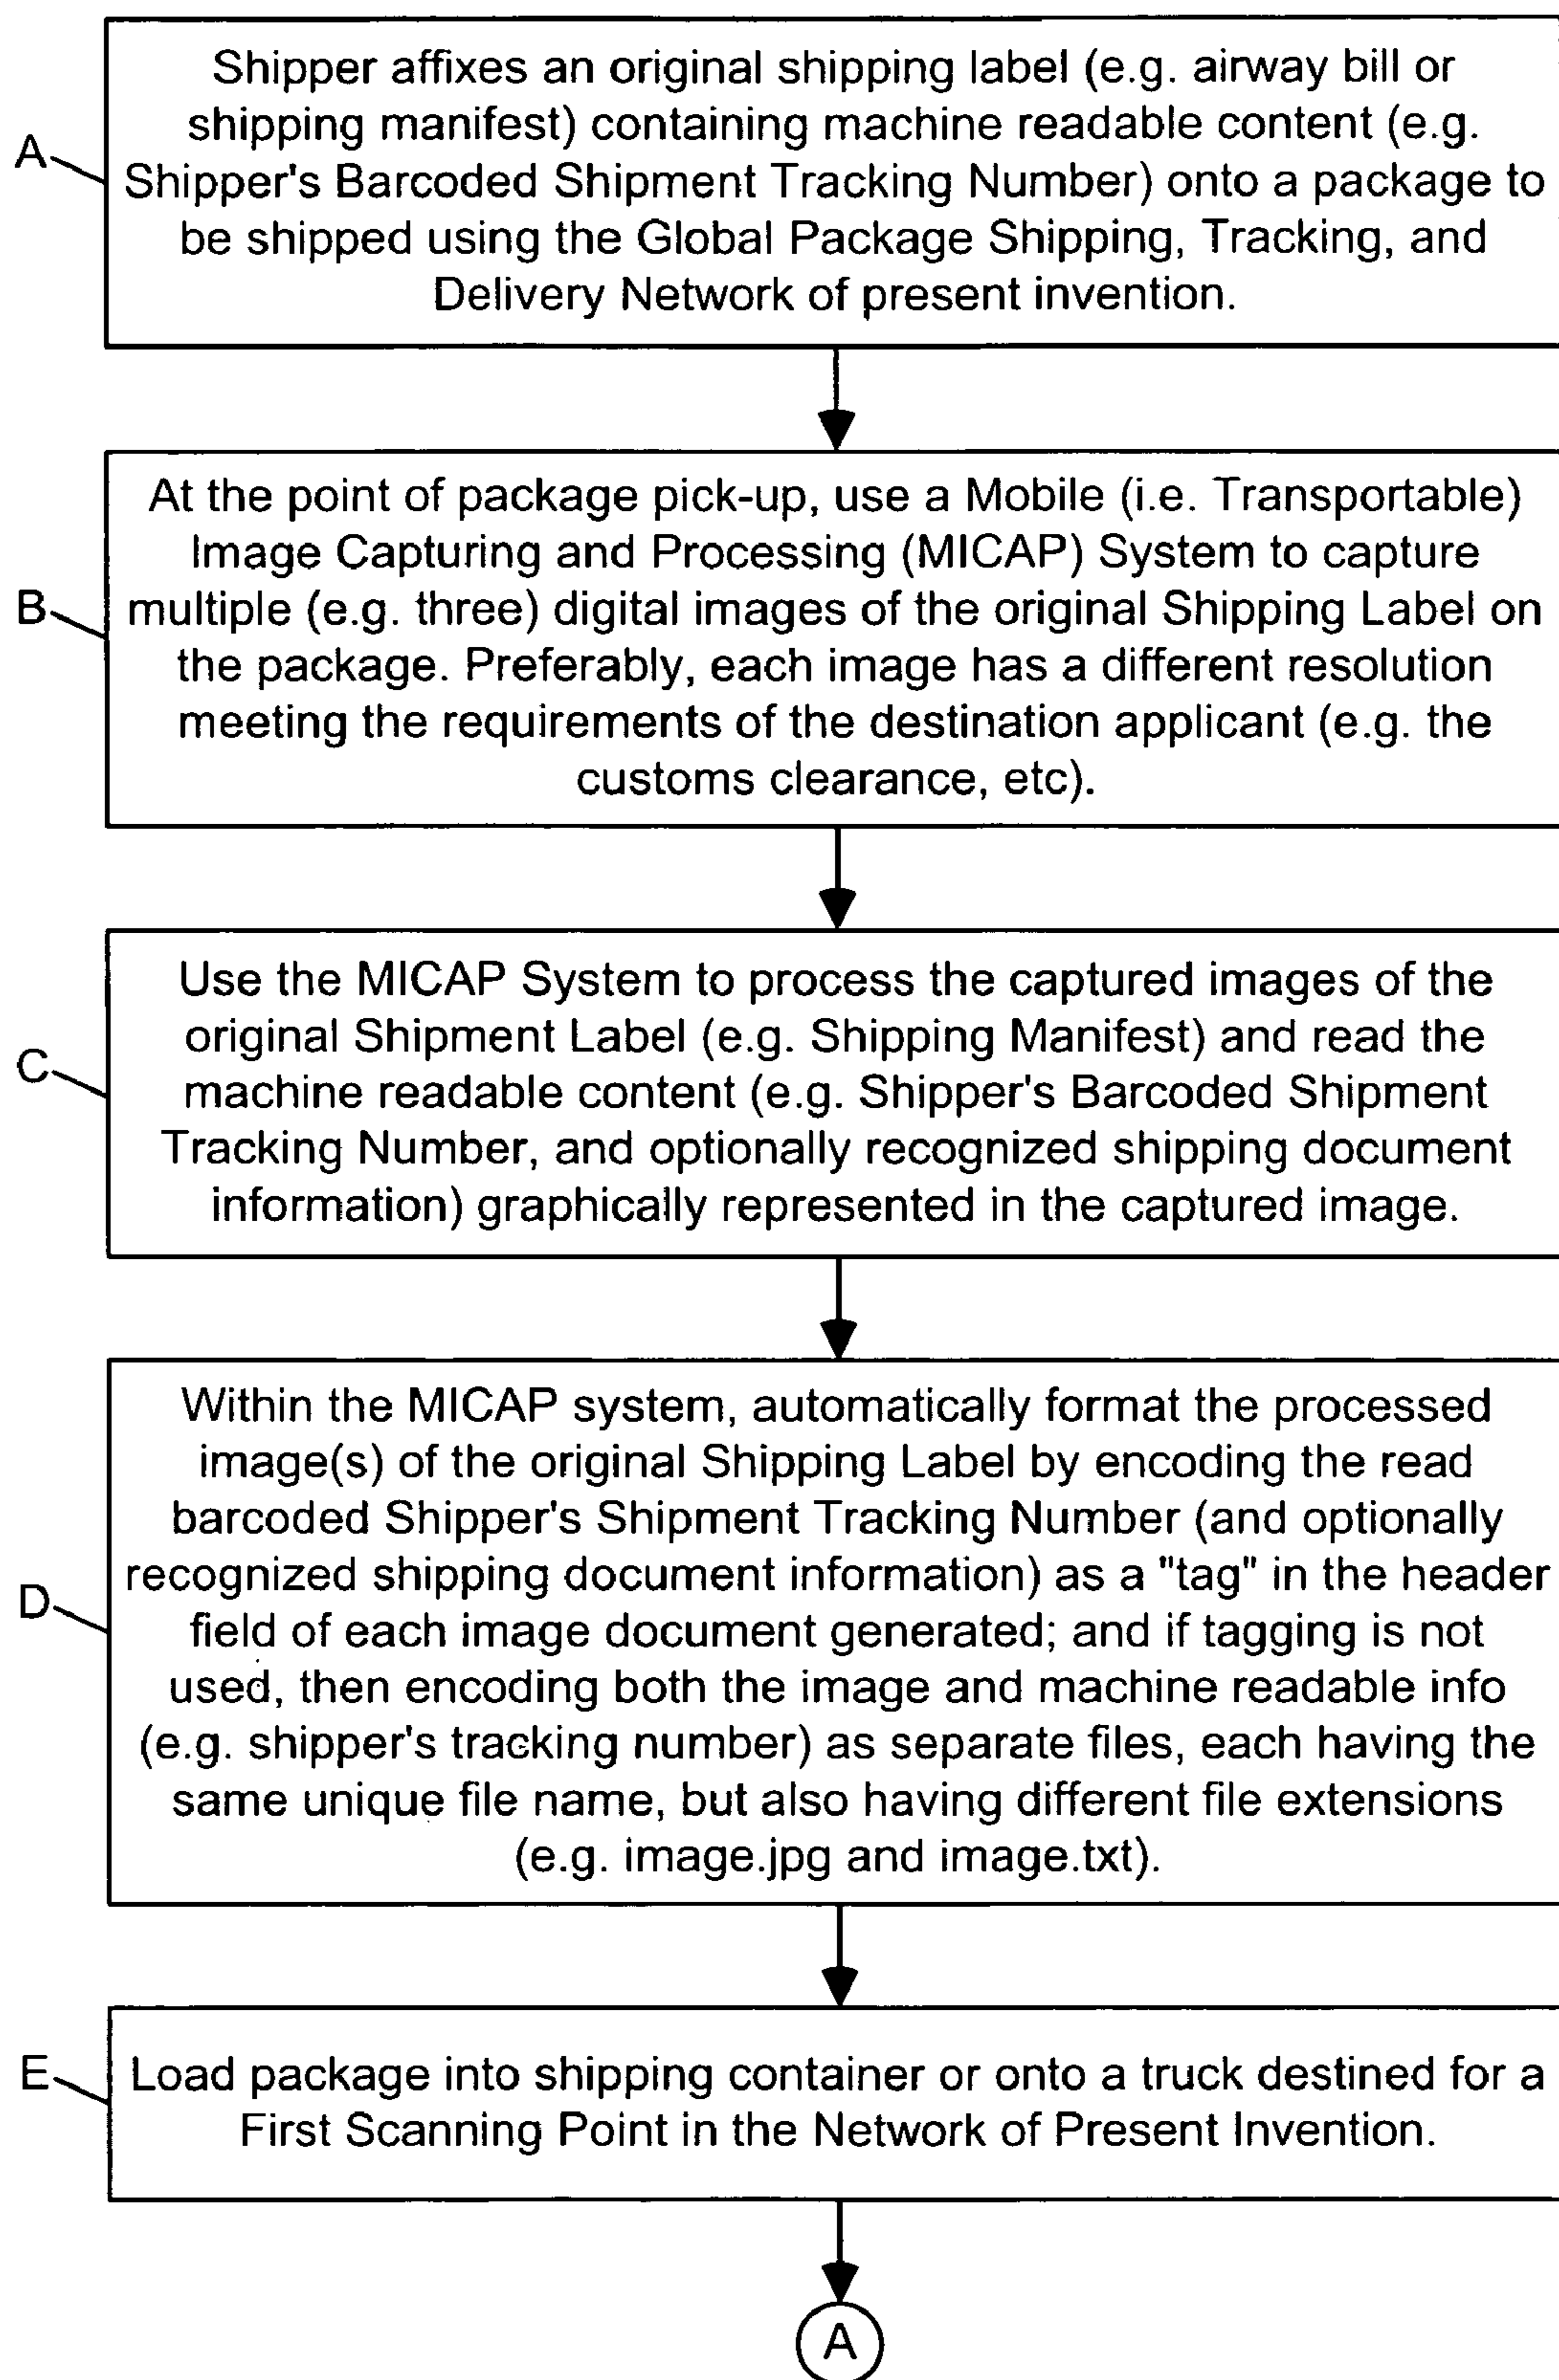 Shipper affixes an original shipping label (e.g. airway bill or
shipping manifest) containing machine readable content (e.g.
A
Shipper's Barcoded Shipment Tracking Number) onto a package to
be shipped using the Global Package Shipping, Tracking, and
Delivery Network of present invention.
At the point of package pick-up, use a Mobile (i.e. Transportable)
Image Capturing and Processing (MICAP) System to capture
B
multiple (e.g. three) digital images of the original Shipping Label on
the package. Preferably, each image has a different resolution
meeting the requirements of the destination applicant (e.g. the
customs clearance, etc).
Use the MICAP System to process the captured images of the
original Shipment Label (e.g. Shipping Manifest) and read the
C
machine readable content (e.g. Shipper's Barcoded Shipment
Tracking Number, and optionally recognized shipping document
information) graphically represented in the captured image.
Within the MICAP system, automatically format the processed
image(s) of the original Shipping Label by encoding the read
barcoded Shipper's Shipment Tracking Number (and optionally
recognized shipping document information) as a "tag" in the header
D
field of each image document generated; and if tagging is not
used, then encoding both the image and machine readable info
(e.g. shipper's tracking number) as separate files, each having the
same unique file name, but also having different file extensions
(e.g. image.jpg and image.txt).
E
Load package into shipping container or onto a truck destined for a
First Scanning Point in the Network of Present Invention.
A